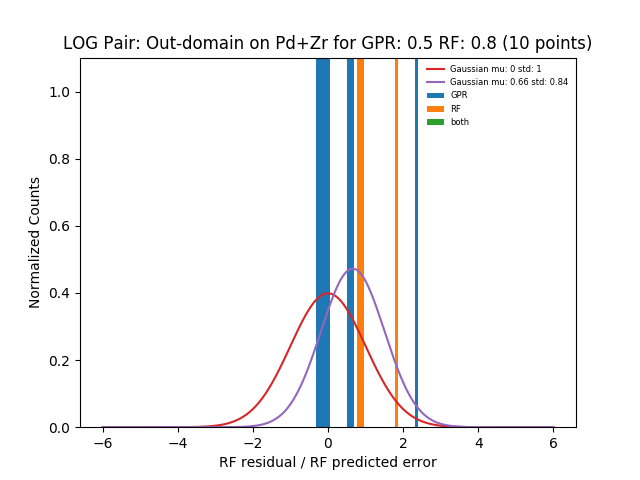 LOG Pair: Out-domain on Pd+Zr for GPR: 0.5 RF: 0.8 (10 points)
Gaussian mu: 0 std: 1
Gaussian mu: 0.66 std: 0.84
GPR
RF
both
Normalized Counts
1.0
0.8
0.6
0.4
0.2
0.0
−6 −4 −2 0 2 4 6
RF residual / RF predicted error